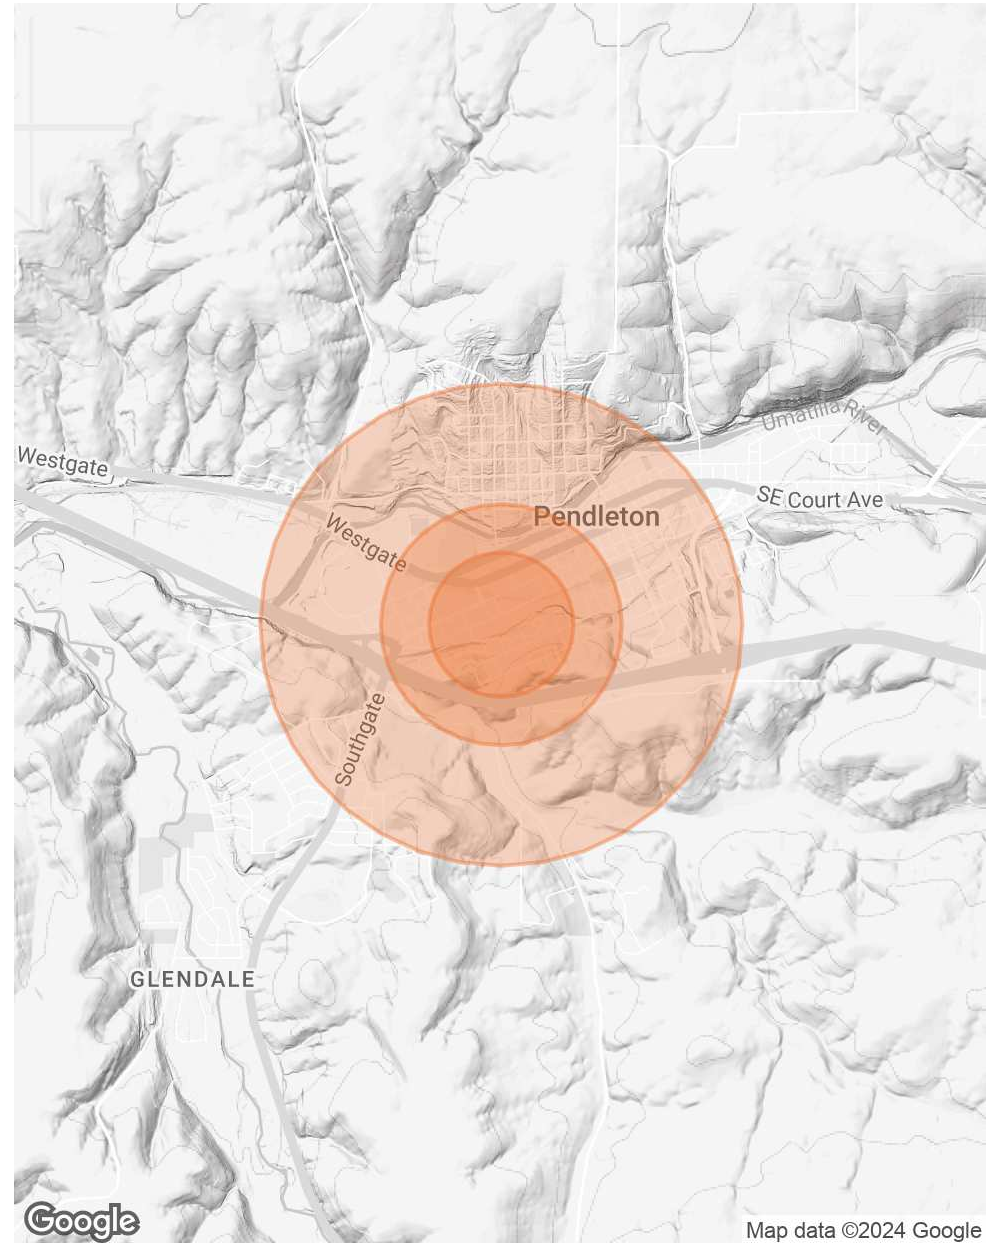 Umatilla River
Westgate
SE Court Ave
Pendleton
Westgate
Southgate
GLENDALE
Google
Map data ©2024 Google